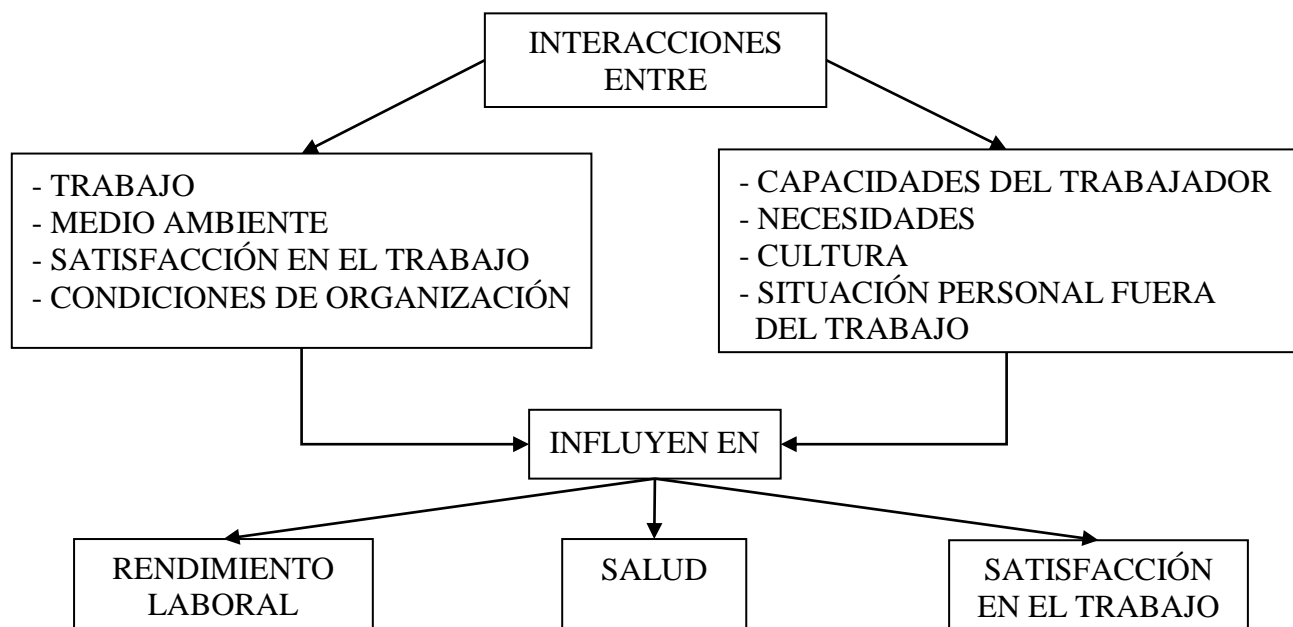 INTERACCIONES
ENTRE
- TRABAJO
- MEDIO AMBIENTE
- SATISFACCIÓN EN EL TRABAJO
- CONDICIONES DE ORGANIZACIÓN
- CAPACIDADES DEL TRABAJADOR
- NECESIDADES
- CULTURA
- SITUACIÓN PERSONAL FUERA
DEL TRABAJO
INFLUYEN EN
RENDIMIENTO
LABORAL
SALUD
SATISFACCIÓN
EN EL TRABAJO